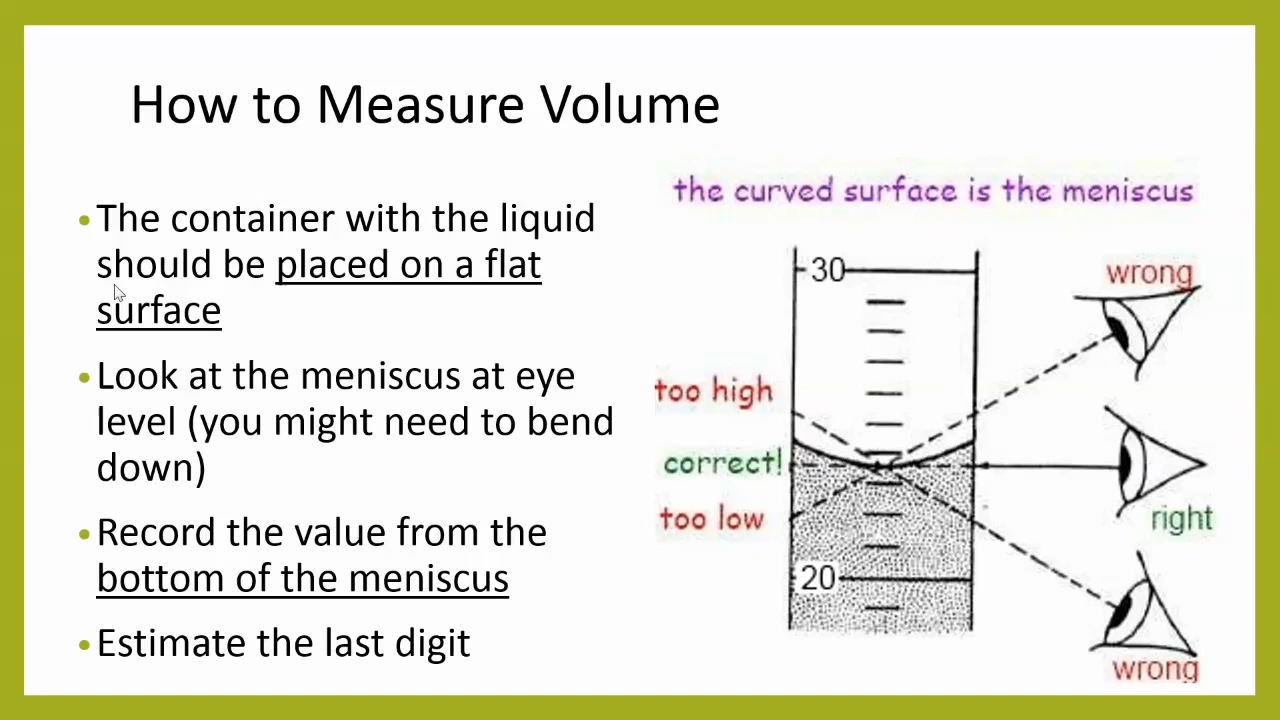 How to Measure Volume
• The container with the liquid
should be placed on a flat
surface
• Look at the meniscus at eye
level (you might need to bend
down)
• Record the value from the
bottom of the meniscus
• Estimate the last digit
the curved surface is the meniscus
30
wrong
too high
correct!
too low
right
20
wrong